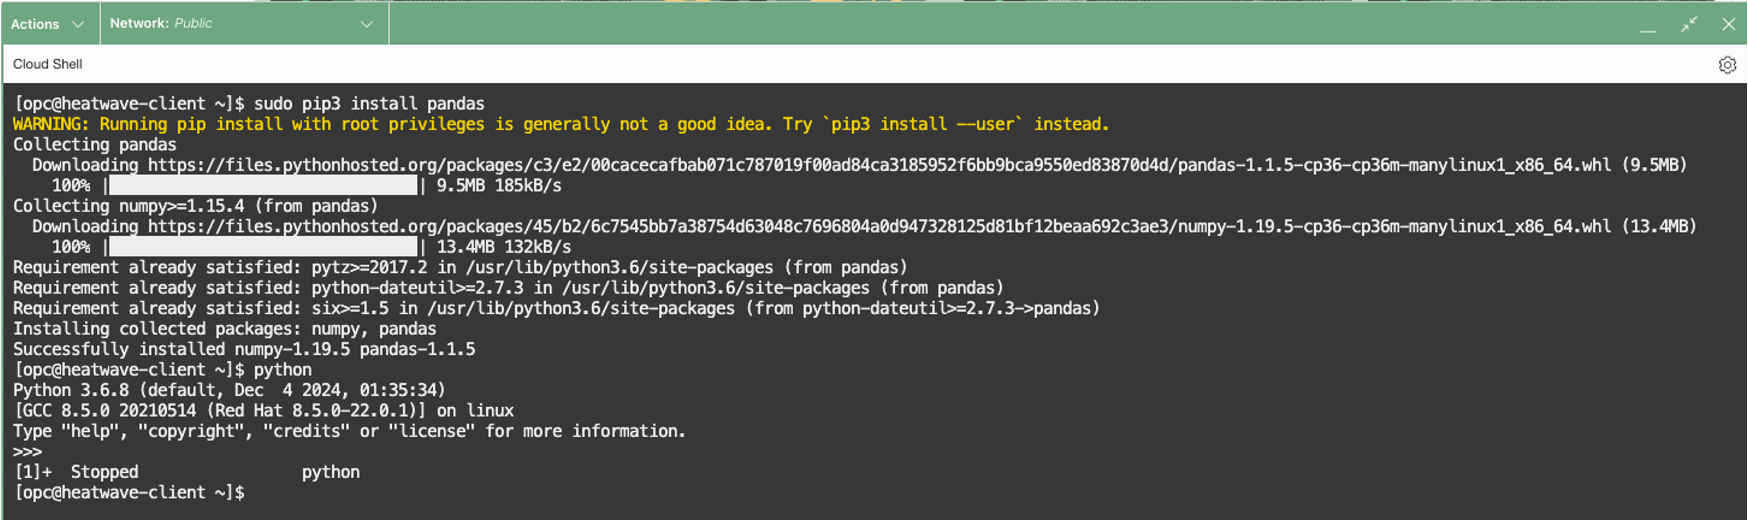 Actions
Network: Public
Cloud Shell
[opc@heatwave-client ~]$ sudo pip3 install pandas
WARNING: Running pip install with root privileges is generally not a good idea. Try `pip3 install --user` instead.
Collecting pandas
  Downloading https://files.pythonhosted.org/packages/c3/e2/00cacecafbab071c787019f00ad84ca3185952f6bb9bca9550ed83870d4d/pandas-1.1.5-cp36-cp36m-manylinux1_x86_64.whl (9.5MB)
    100% |████████████████████████████████| 9.5MB 185kB/s
Collecting numpy>=1.15.4 (from pandas)
  Downloading https://files.pythonhosted.org/packages/45/b2/6c7545bb7a38754d63048c7696804a0d947328125d81bf12beaa692c3ae3/numpy-1.19.5-cp36-cp36m-manylinux1_x86_64.whl (13.4MB)
    100% |████████████████████████████████| 13.4MB 132kB/s
Requirement already satisfied: pytz>=2017.2 in /usr/lib/python3.6/site-packages (from pandas)
Requirement already satisfied: python-dateutil>=2.7.3 in /usr/lib/python3.6/site-packages (from pandas)
Requirement already satisfied: six>=1.5 in /usr/lib/python3.6/site-packages (from python-dateutil>=2.7.3->pandas)
Installing collected packages: numpy, pandas
Successfully installed numpy-1.19.5 pandas-1.1.5
[opc@heatwave-client ~]$ python
Python 3.6.8 (default, Dec  4 2024, 01:35:34)
[GCC 8.5.0 20210514 (Red Hat 8.5.0-22.0.1)] on linux
Type "help", "copyright", "credits" or "license" for more information.
>>>
[1]+  Stopped                 python
[opc@heatwave-client ~]$